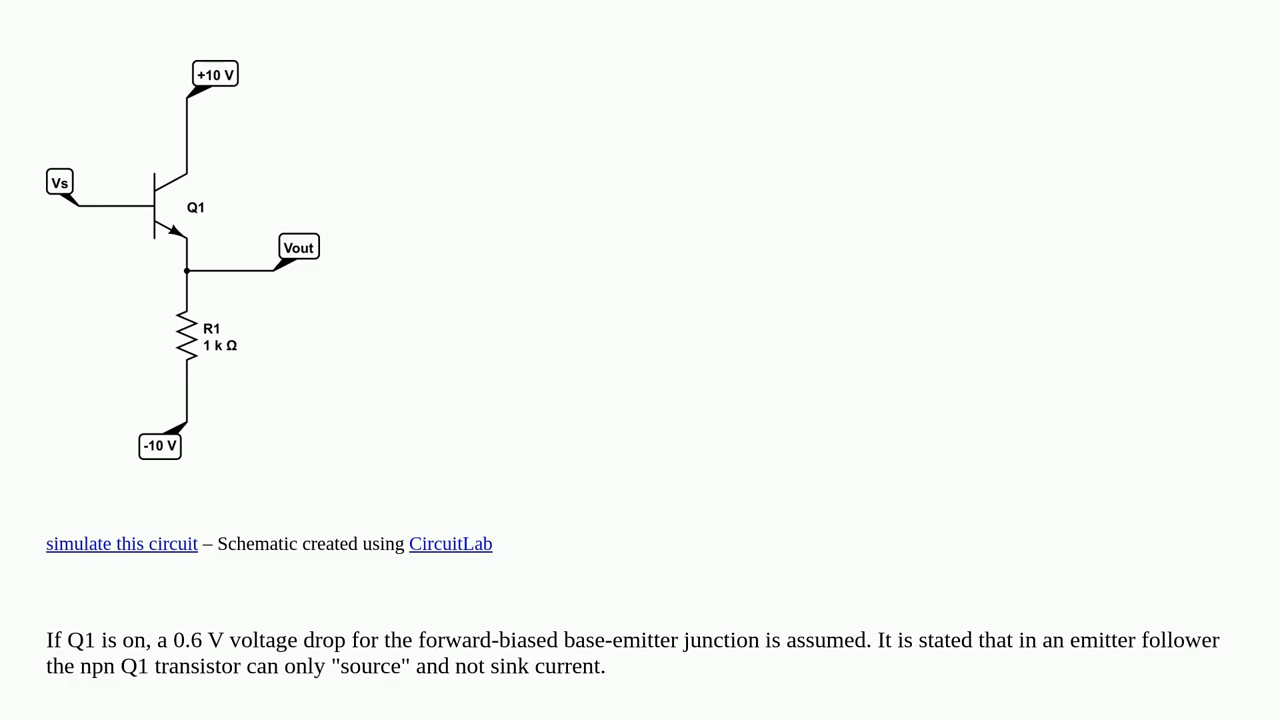 +10 V
Vs
Q1
Vout
R1
1 k Ω
-10 V
simulate this circuit – Schematic created using CircuitLab
If Q1 is on, a 0.6 V voltage drop for the forward-biased base-emitter junction is assumed. It is stated that in an emitter follower
the npn Q1 transistor can only "source" and not sink current.